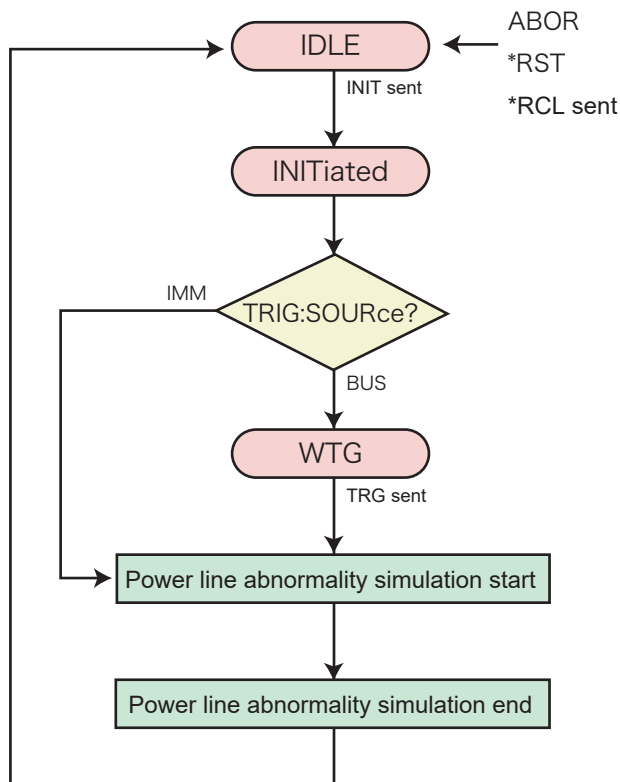 IDLE
ABOR
*RST
*RCL sent
INIT sent
INITiated
TRIG:SOURce?
IMM
BUS
WTG
TRG sent
Power line abnormality simulation start
Power line abnormality simulation end